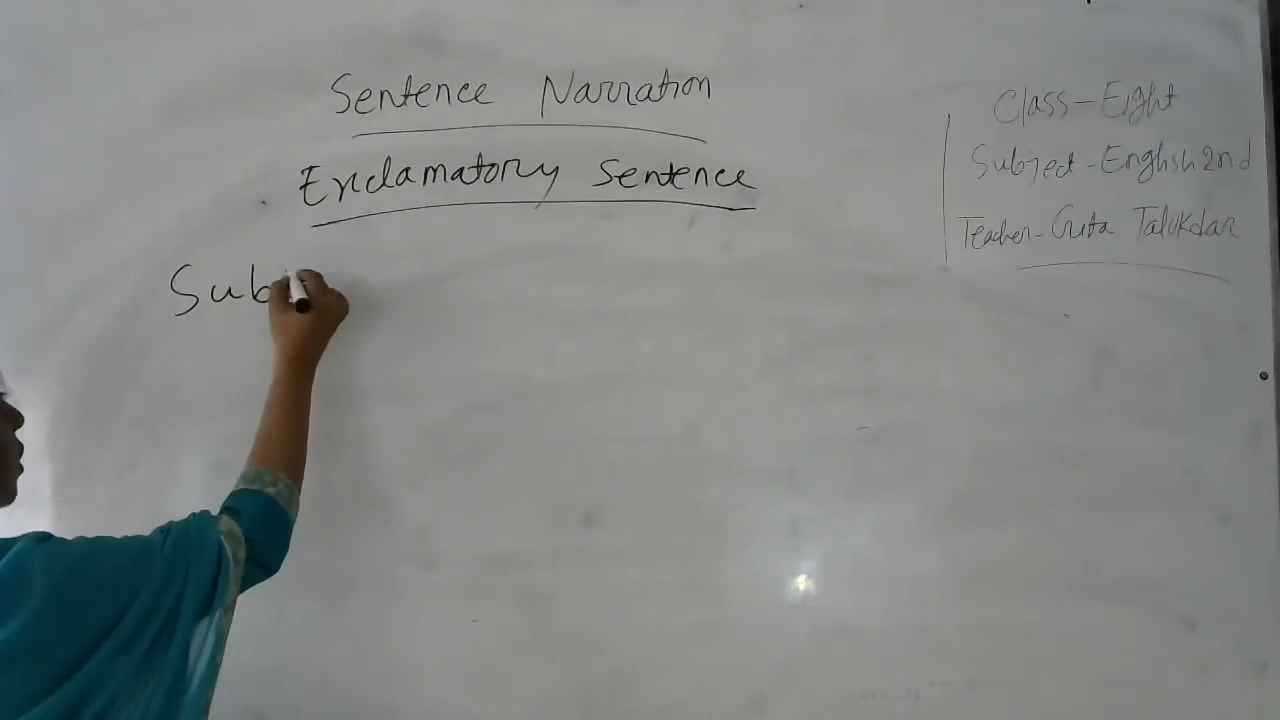 Sentence Narration
Exclamatory Sentence
Sub
Class - Eight
Subject - English 2nd
Teacher - Gita Talukdar